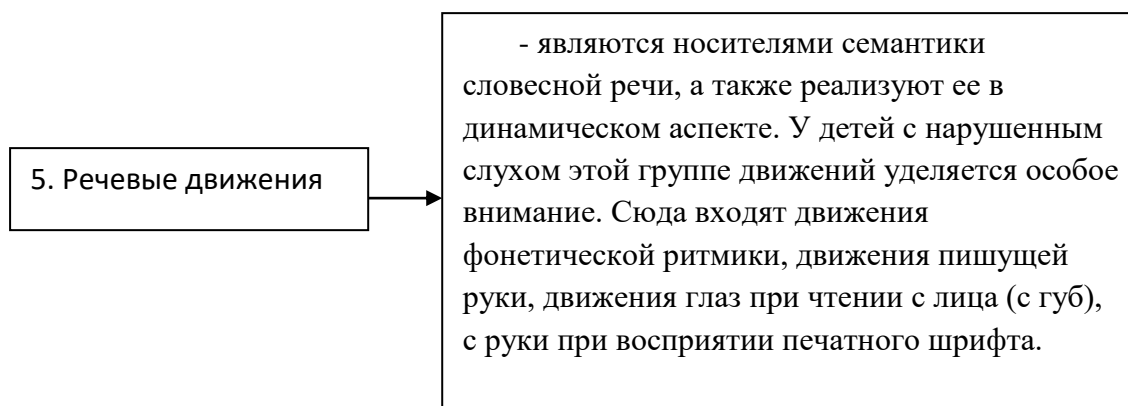 5. Речевые движения
- являются носителями семантики
словесной речи, а также реализуют ее в
динамическом аспекте. У детей с нарушенным
слухом этой группе движений уделяется особое
внимание. Сюда входят движения
фонетической ритмики, движения пишущей
руки, движения глаз при чтении с лица (с губ),
с руки при восприятии печатного шрифта.